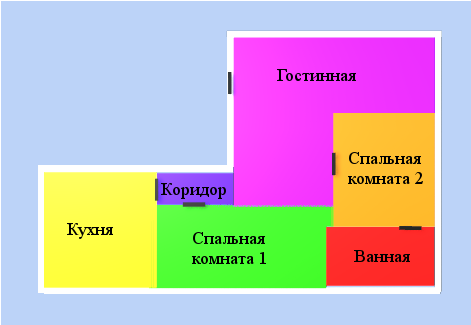 Гостинная
Спальная
комната 2
Коридор
Кухня
Спальная
комната 1
Ванная